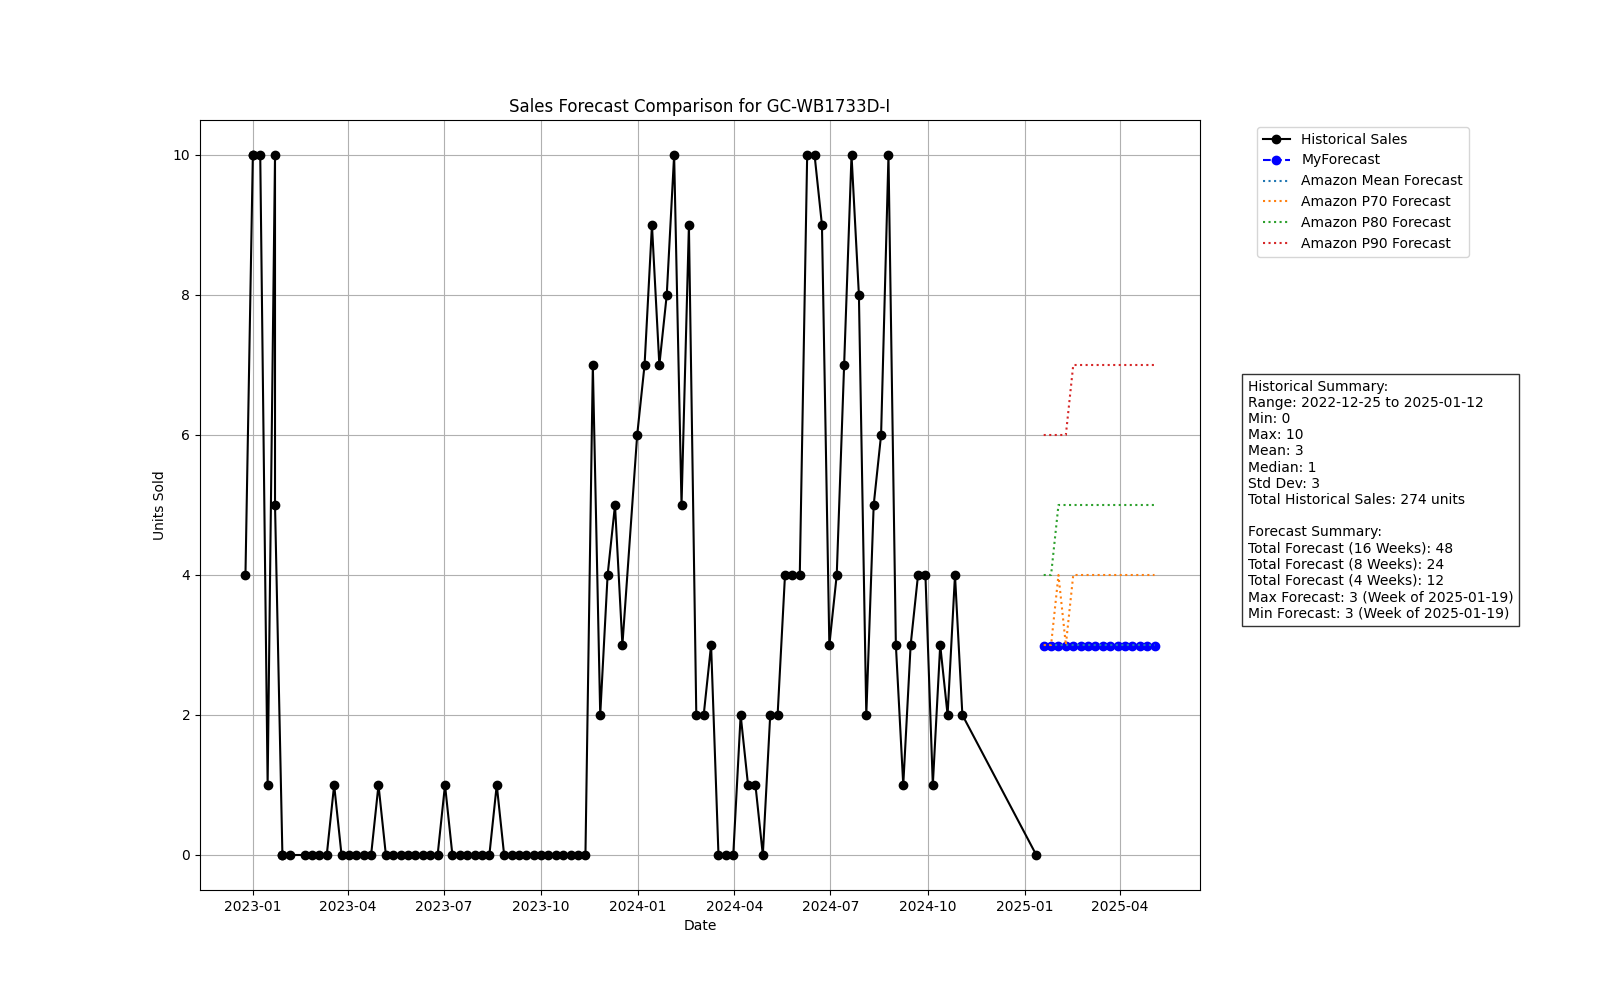 Sales Forecast Comparison for GC-WB1733D-I
Units Sold
10
8
6
4
2
0
2023-01 2023-04 2023-07 2023-10 2024-01 2024-04 2024-07 2024-10 2025-01 2025-04
Date
Historical Sales
MyForecast
Amazon Mean Forecast
Amazon P70 Forecast
Amazon P80 Forecast
Amazon P90 Forecast
Historical Summary:
Range: 2022-12-25 to 2025-01-12
Min: 0
Max: 10
Mean: 3
Median: 1
Std Dev: 3
Total Historical Sales: 274 units
Forecast Summary:
Total Forecast (16 Weeks): 48
Total Forecast (8 Weeks): 24
Total Forecast (4 Weeks): 12
Max Forecast: 3 (Week of 2025-01-19)
Min Forecast: 3 (Week of 2025-01-19)